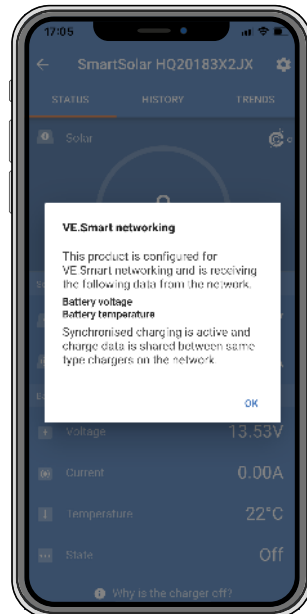 17:05
SmartSolar HQ20183X2JX
STATUS HISTORY TRENDS
Solar
VE.Smart networking
This product is configured for
VE.Smart networking and is receiving
the following data from the network.
Battery voltage
Battery temperature
Synchronised charging is active and
charge data is shared between same
type chargers on the network
OK
Voltage 13.53V
Current 0.00A
Temperature 22°C
State Off
Why is the charger off?